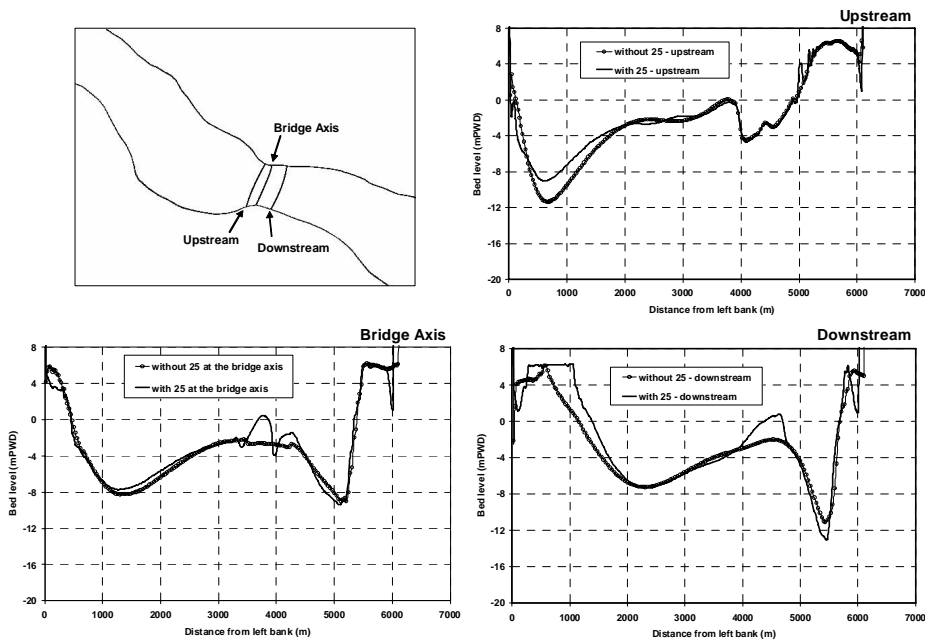 Bridge Axis
Upstream
Downstream
Upstream
without 25 - upstream
with 25 - upstream
Bed level (mPWD)
8
4
0
-4
-8
-12
-16
-20
0 1000 2000 3000 4000 5000 6000 7000
Distance from left bank (m)
Bridge Axis
without 25 at the bridge axis
with 25 at the bridge axis
Bed level (mPWD)
8
4
0
-4
-8
-12
-16
-20
0 1000 2000 3000 4000 5000 6000 7000
Distance from left bank (m)
Downstream
without 25 - downstream
with 25 - downstream
Bed level (mPWD)
8
4
0
-4
-8
-12
-16
-20
0 1000 2000 3000 4000 5000 6000 7000
Distance from left bank (m)